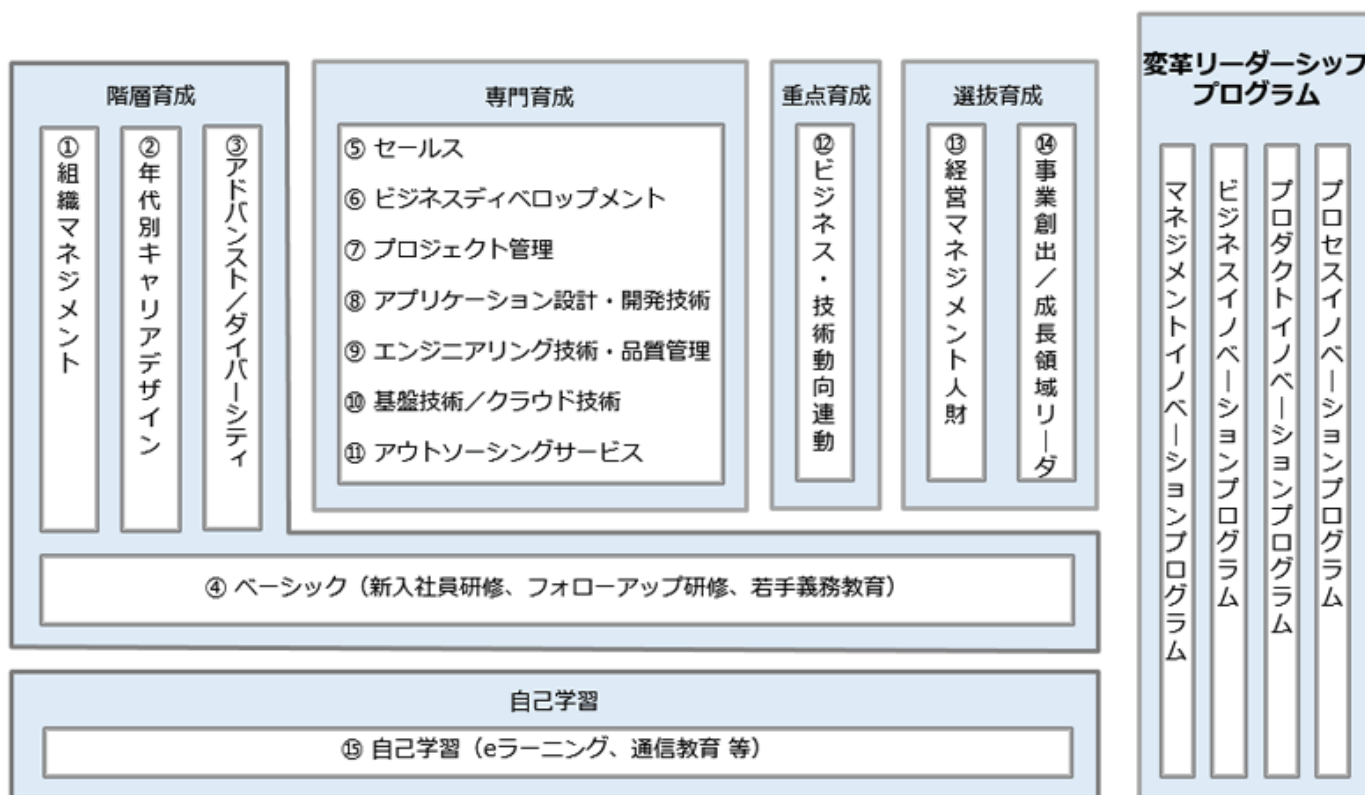 階層育成
① 組織マネジメント
② 年代別キャリアデザイン
③ アドバンスト／ダイバーシティ
専門育成
⑤ セールス
⑥ ビジネスディベロップメント
⑦ プロジェクト管理
⑧ アプリケーション設計・開発技術
⑨ エンジニアリング技術・品質管理
⑩ 基盤技術／クラウド技術
⑪ アウトソーシングサービス
重点育成
⑫ ビジネス・技術動向連動
選抜育成
⑬ 経営マネジメント人財
⑭ 事業創出／成長領域リーダ
④ ベーシック（新入社員研修、フォローアップ研修、若手義務教育）
自己学習
⑮ 自己学習（eラーニング、通信教育 等）
変革リーダーシップ
プログラム
マネジメントイノベーションプログラム
ビジネスイノベーションプログラム
プロダクトイノベーションプログラム
プロセスイノベーションプログラム